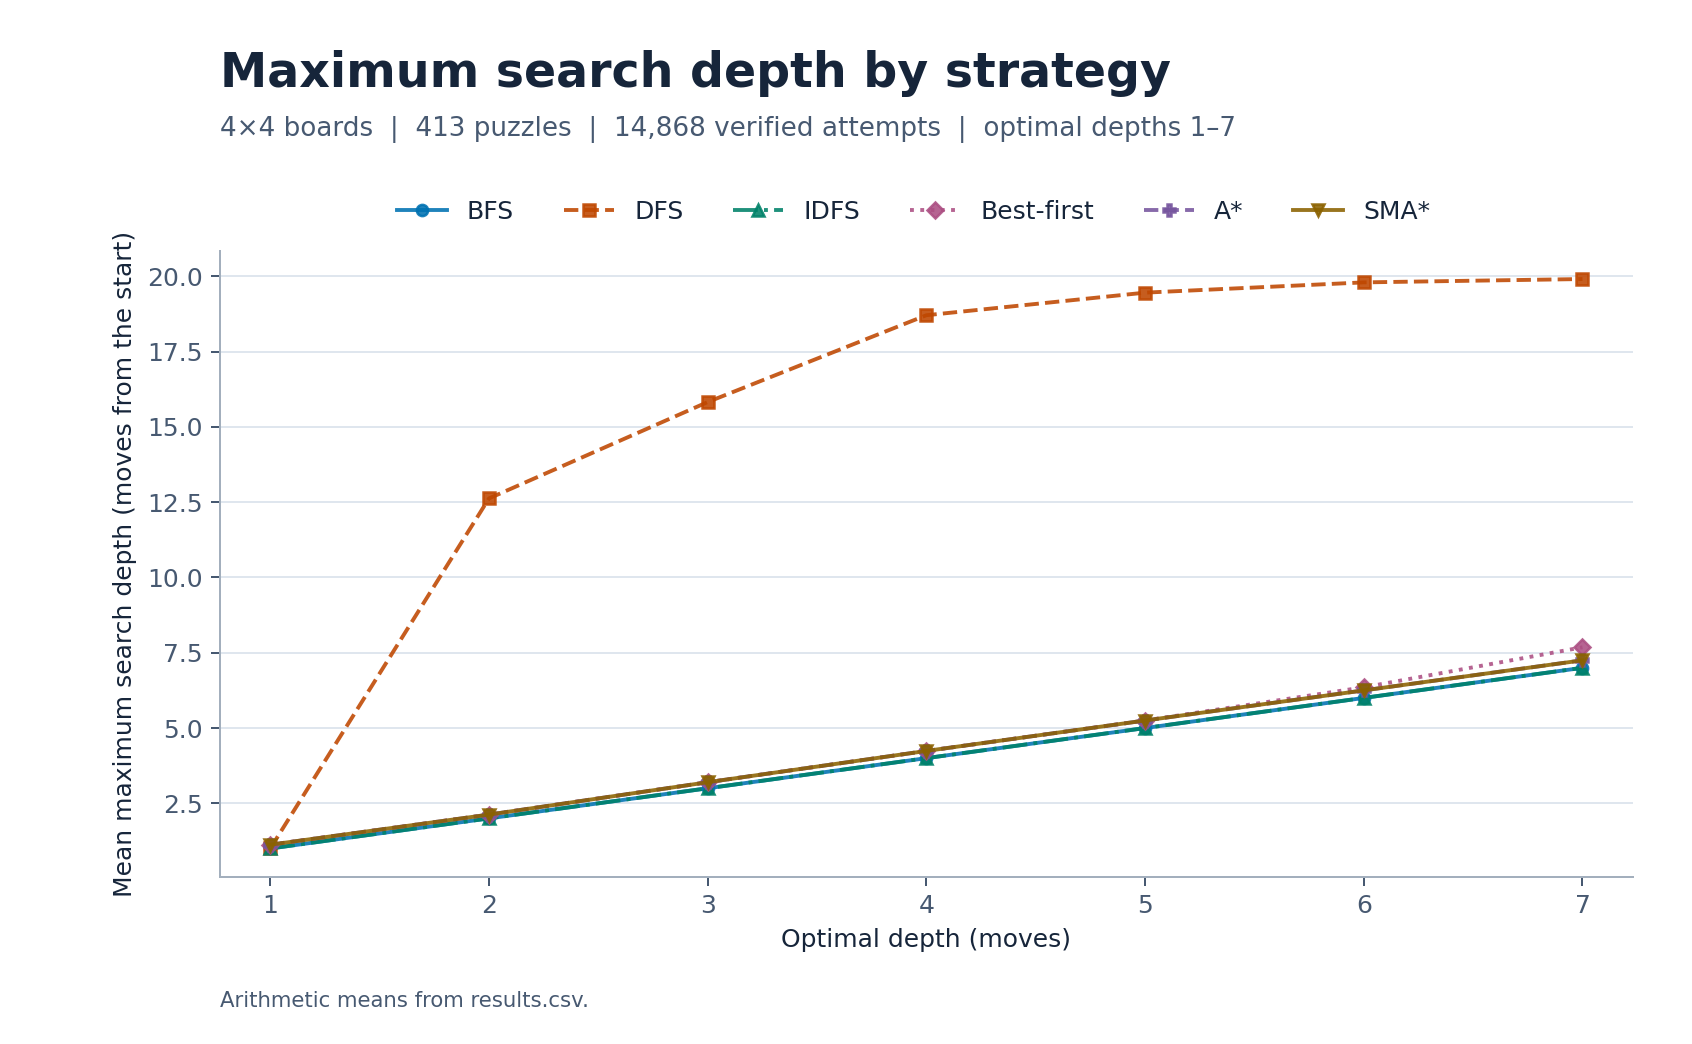 Maximum search depth by strategy
4×4 boards | 413 puzzles | 14,868 verified attempts | optimal depths 1–7
BFS DFS IDFS Best-first A* SMA*
Mean maximum search depth (moves from the start)
20.0
17.5
15.0
12.5
10.0
7.5
5.0
2.5
1 2 3 4 5 6 7
Optimal depth (moves)
Arithmetic means from results.csv.